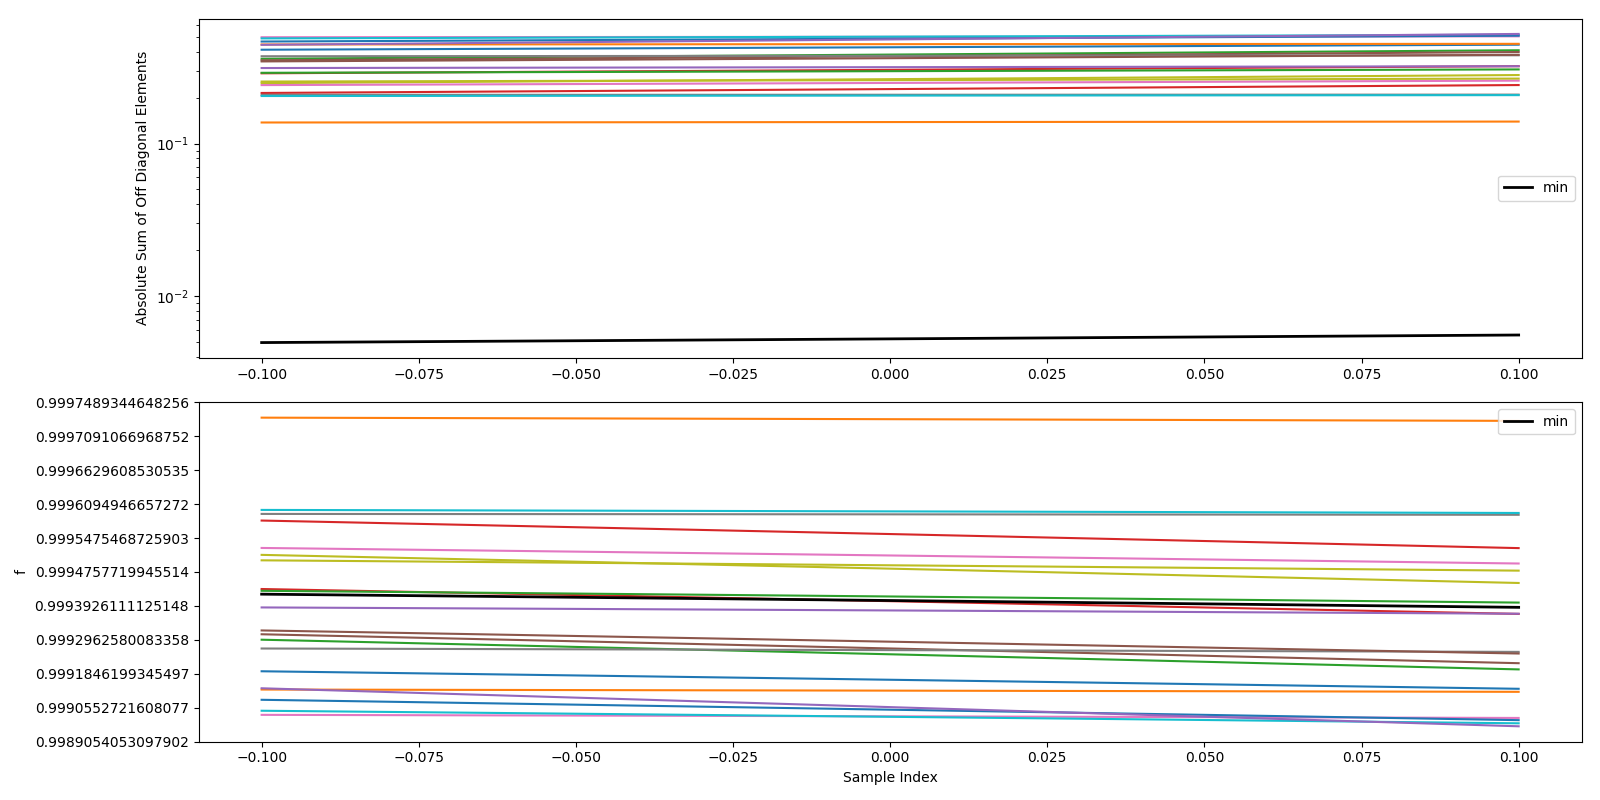 Absolute Sum of Off Diagonal Elements
10⁻¹
10⁻²
min
−0.100 −0.075 −0.050 −0.025 0.000 0.025 0.050 0.075 0.100
f
0.9997489344648256
0.9997091066968752
0.9996629608530535
0.9996094946657272
0.9995475468725903
0.9994757719945514
0.9993926111125148
0.9992962580083358
0.9991846199345497
0.9990552721608077
0.9989054053097902
min
−0.100 −0.075 −0.050 −0.025 0.000 0.025 0.050 0.075 0.100
Sample Index